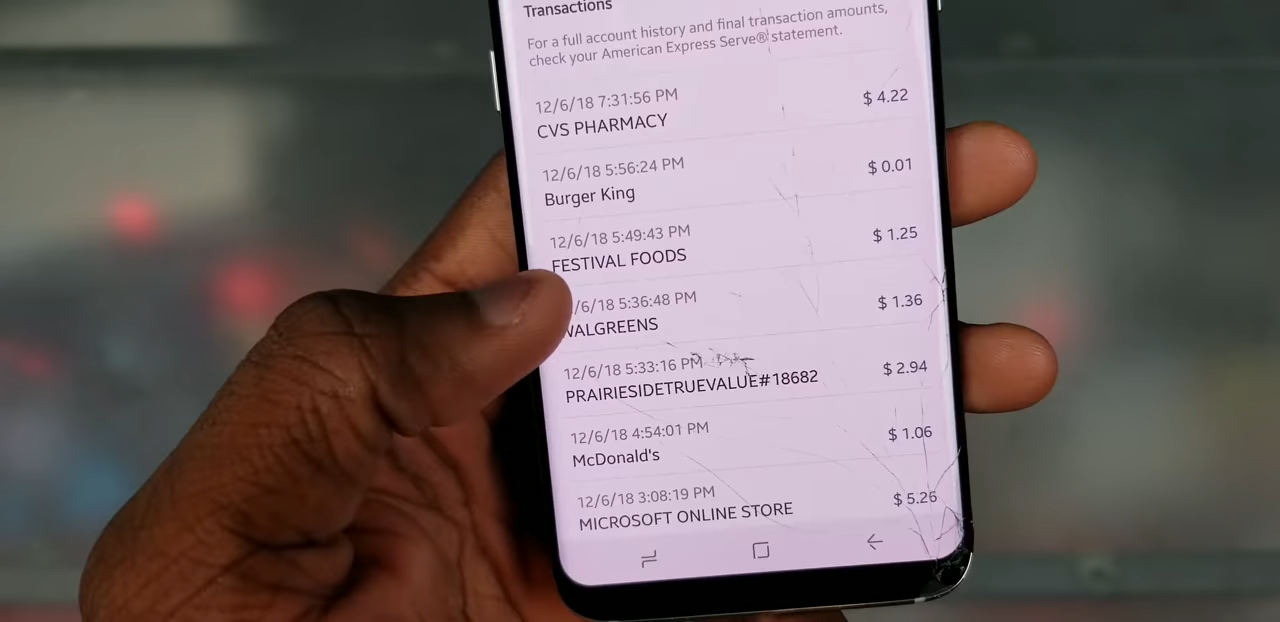 Transactions
For a full account history and final transaction amounts,
check your American Express Serve® statement.
12/6/18 7:31:56 PM
$ 4.22
CVS PHARMACY
12/6/18 5:56:24 PM
$ 0.01
Burger King
12/6/18 5:49:43 PM
$ 1.25
FESTIVAL FOODS
/6/18 5:36:48 PM
$ 1.36
WALGREENS
12/6/18 5:33:16 PM
$ 2.94
PRAIRIESIDETRUEVALUE#18682
12/6/18 4:54:01 PM
$ 1.06
McDonald's
12/6/18 3:08:19 PM
$ 5.26
MICROSOFT ONLINE STORE